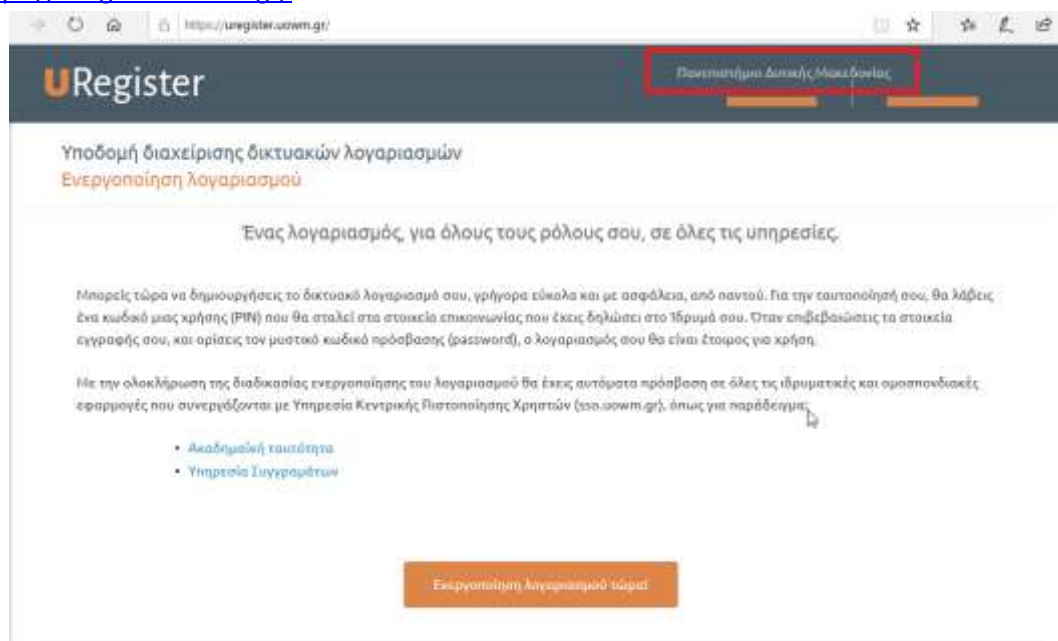 https://uregister.uowm.gr/
URegister
Πανεπιστήμιο Δυτικής Μακεδονίας
Υποδομή διαχείρισης δικτυακών λογαριασμών
Ενεργοποίηση λογαριασμού
Ένας λογαριασμός, για όλους τους ρόλους σου, σε όλες τις υπηρεσίες.
Μπορείς τώρα να δημιουργήσεις το δικτυακό λογαριασμό σου, γρήγορα εύκολα και με ασφάλεια, από παντού. Για την ταυτοποίησή σου, θα λάβεις
ένα κωδικό μιας χρήσης (PIN) που θα σταλεί στα στοιχεία επικοινωνίας που έχεις δηλώσει στο Ίδρυμά σου. Όταν επιβεβαιώσεις τα στοιχεία
εγγραφής σου, και ορίσεις τον μυστικό κωδικό πρόσβασης (password), ο λογαριασμός σου θα είναι έτοιμος για χρήση.
Με την ολοκλήρωση της διαδικασίας ενεργοποίησης του λογαριασμού θα έχεις αυτόματα πρόσβαση σε όλες τις ιδρυματικές και ομοσπονδιακές
εφαρμογές που συνεργάζονται με Υπηρεσία Κεντρικής Πιστοποίησης Χρηστών (sso.uowm.gr), όπως για παράδειγμα:
• Ακαδημαϊκή ταυτότητα
• Υπηρεσία Συγγραμάτων
Ενεργοποίηση λογαριασμού τώρα!